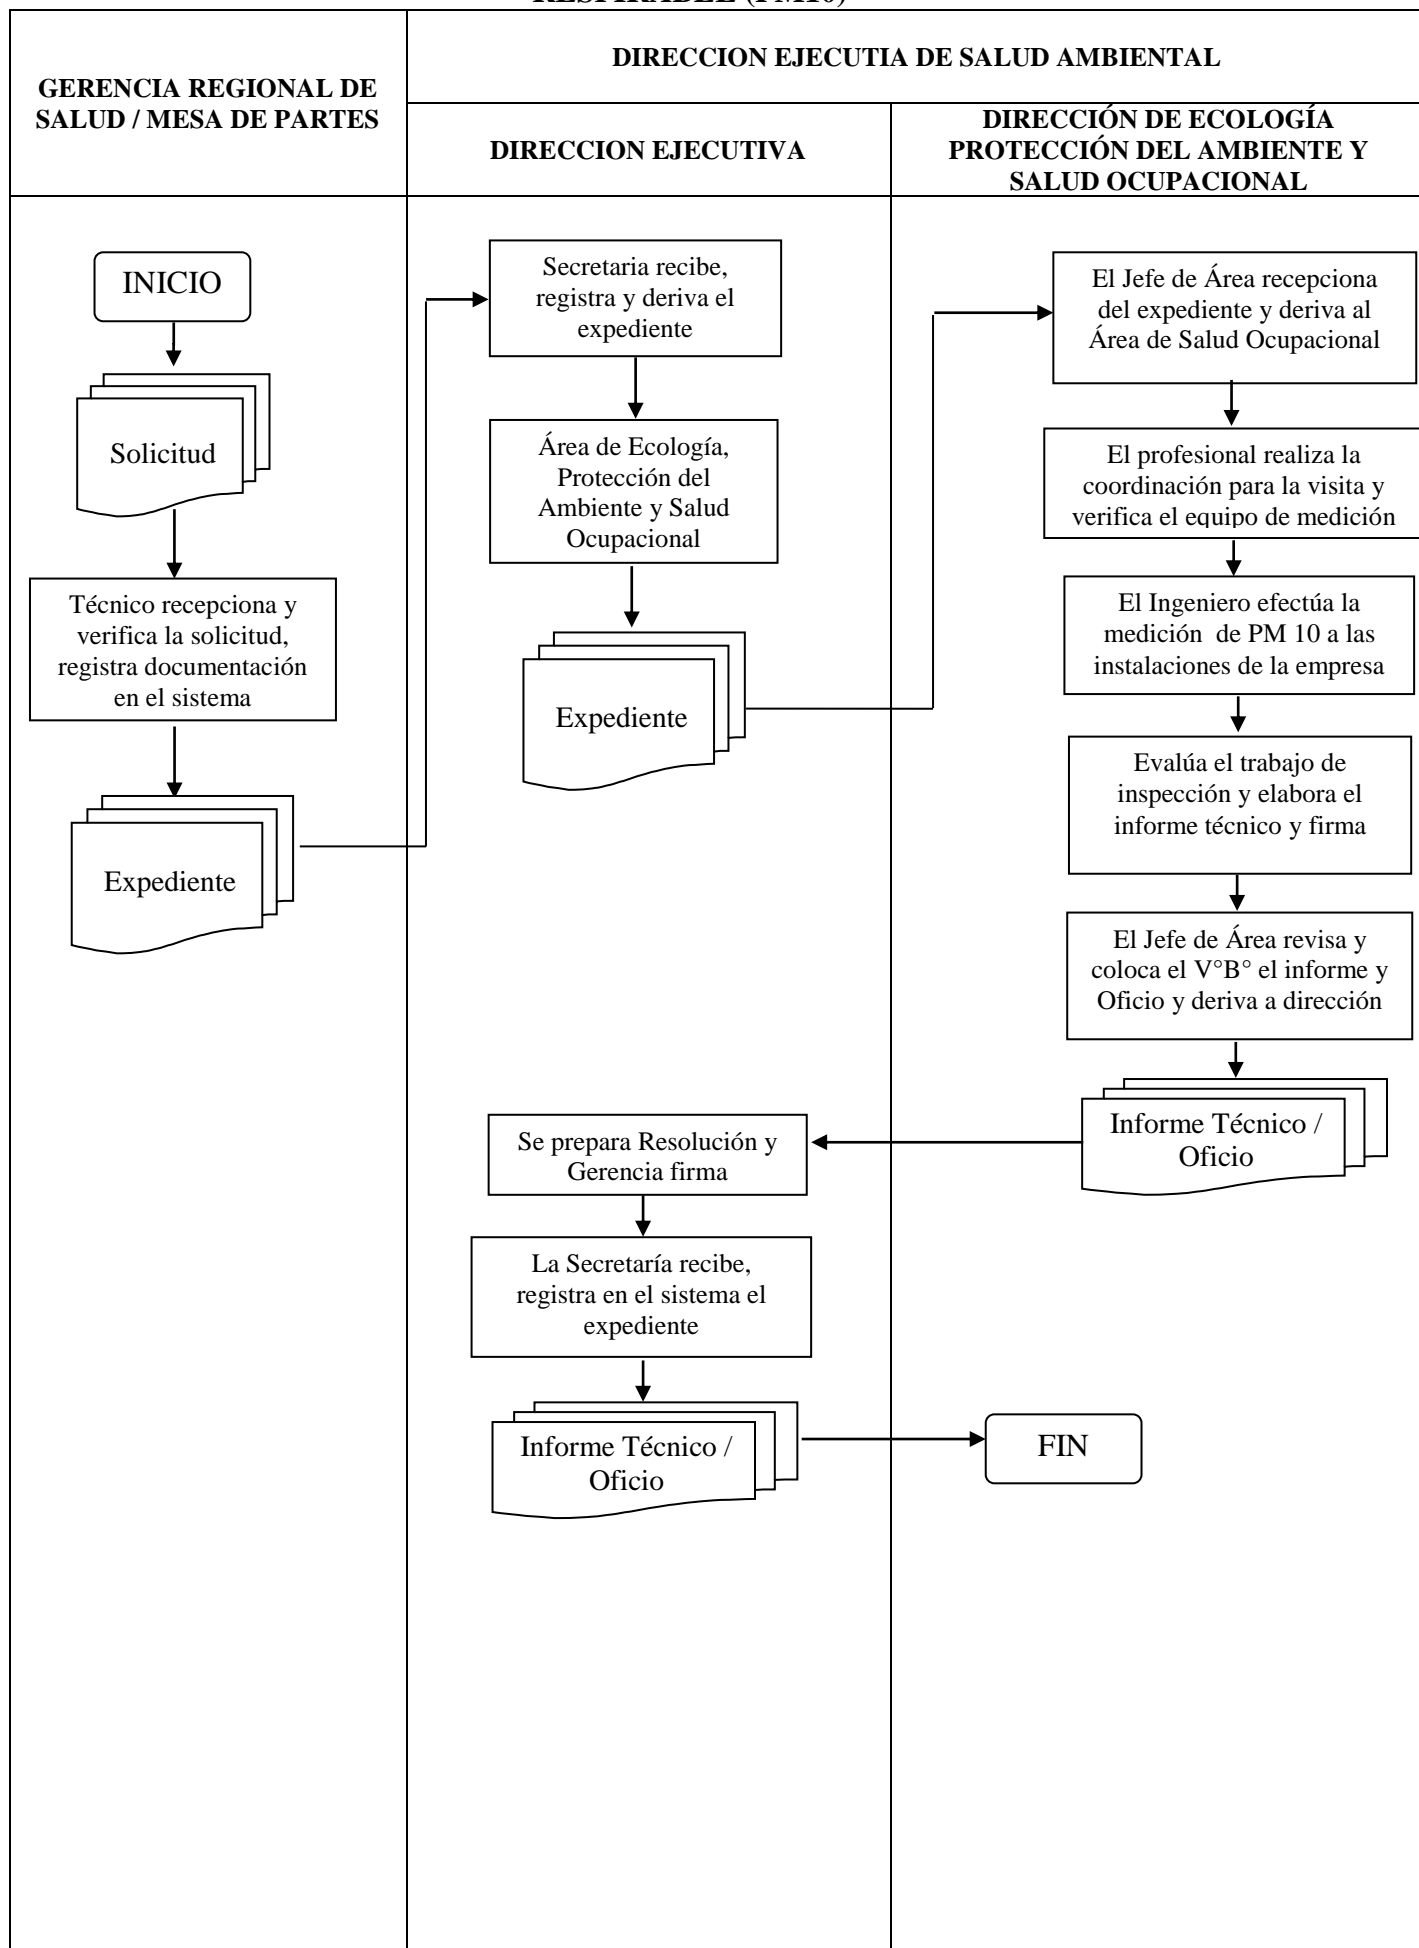 RESPIRABLE (PM10)
GERENCIA REGIONAL DE
SALUD / MESA DE PARTES
DIRECCION EJECUTIA DE SALUD AMBIENTAL
DIRECCION EJECUTIVA
DIRECCIÓN DE ECOLOGÍA
PROTECCIÓN DEL AMBIENTE Y
SALUD OCUPACIONAL
INICIO
Solicitud
Técnico recepciona y
verifica la solicitud,
registra documentación
en el sistema
Expediente
Secretaria recibe,
registra y deriva el
expediente
Área de Ecología,
Protección del
Ambiente y Salud
Ocupacional
Expediente
El Jefe de Área recepciona
del expediente y deriva al
Área de Salud Ocupacional
El profesional realiza la
coordinación para la visita y
verifica el equipo de medición
El Ingeniero efectúa la
medición  de PM 10 a las
instalaciones de la empresa
Evalúa el trabajo de
inspección y elabora el
informe técnico y firma
El Jefe de Área revisa y
coloca el V°B° el informe y
Oficio y deriva a dirección
Informe Técnico /
Oficio
Se prepara Resolución y
Gerencia firma
La Secretaría recibe,
registra en el sistema el
expediente
Informe Técnico /
Oficio
FIN